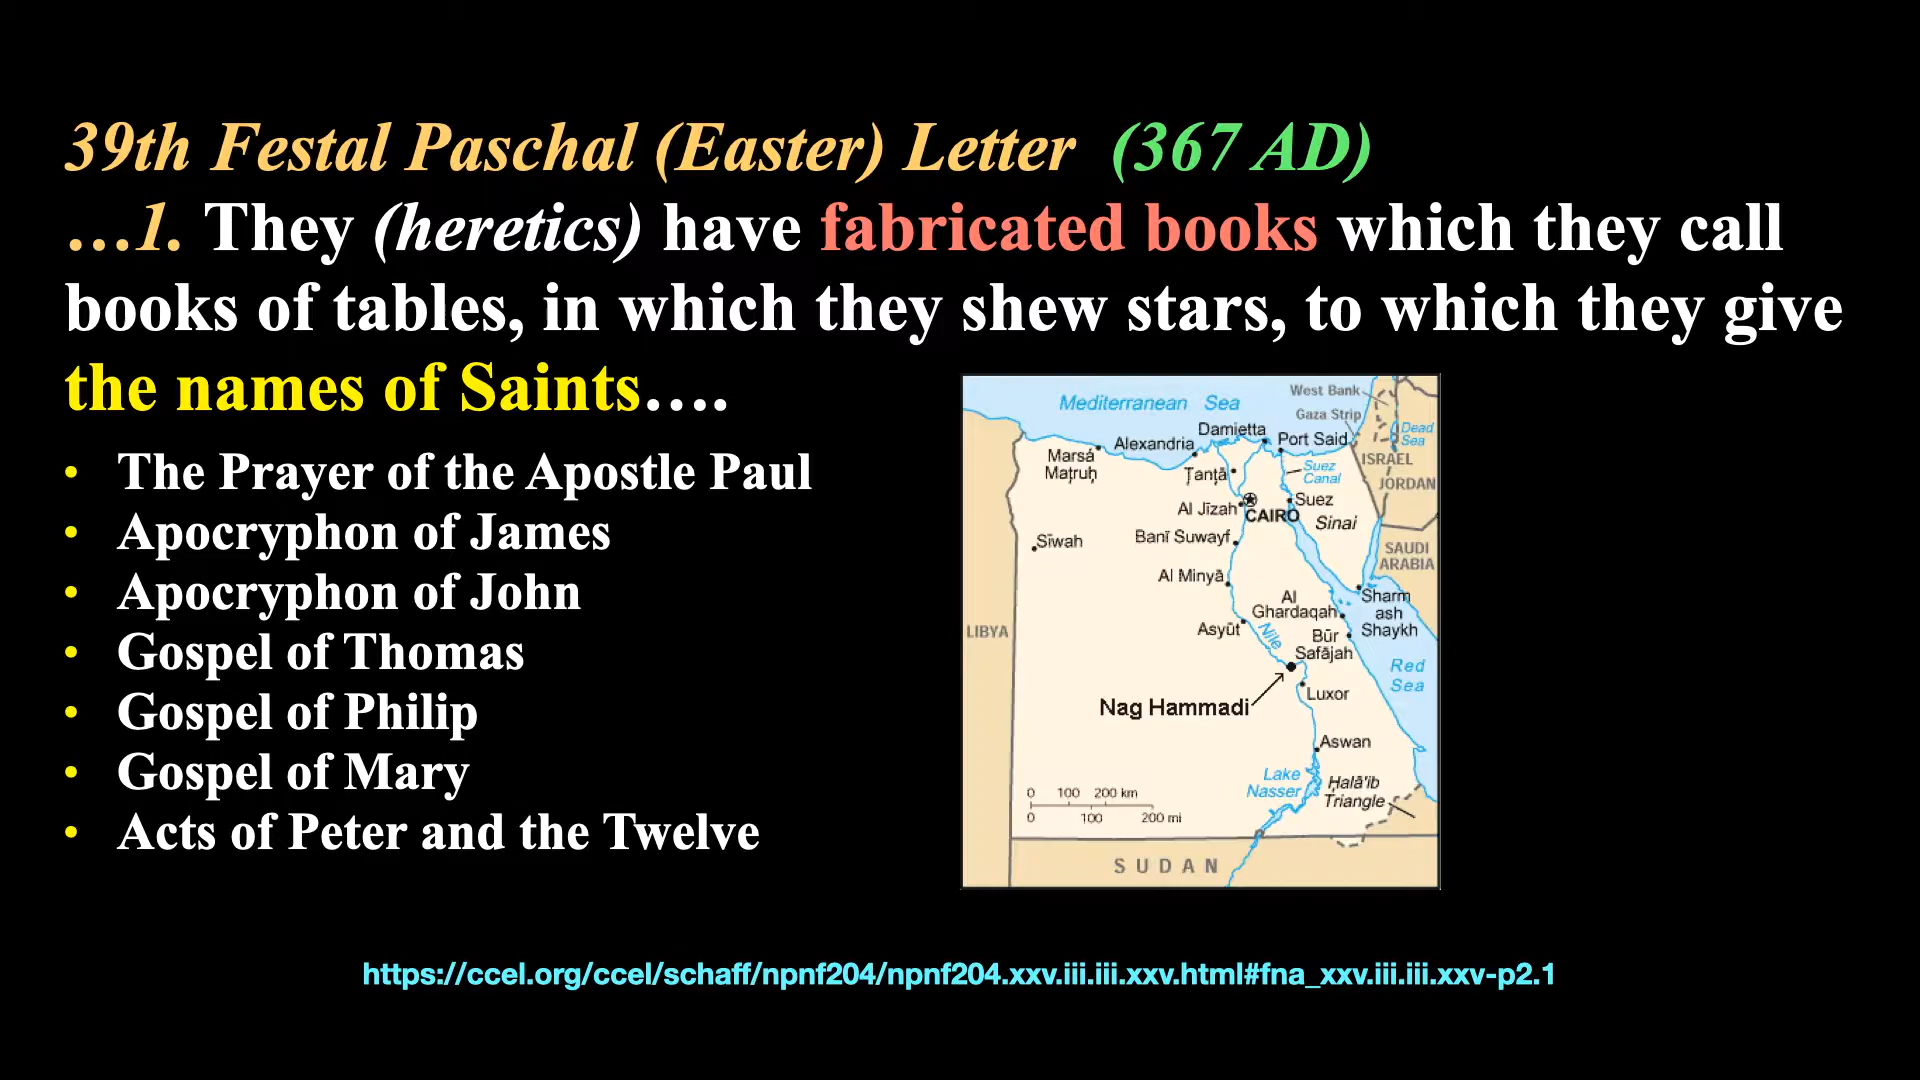 39th Festal Paschal (Easter) Letter (367 AD)
…1. They (heretics) have fabricated books which they call
books of tables, in which they shew stars, to which they give
the names of Saints….
• The Prayer of the Apostle Paul
• Apocryphon of James
• Apocryphon of John
• Gospel of Thomas
• Gospel of Philip
• Gospel of Mary
• Acts of Peter and the Twelve
Mediterranean Sea
West Bank
Gaza Strip
Dead
Sea
Damietta
Alexandria
Port Said
Marsá
Maţruḩ
Ţanţā
Suez
Canal
ISRAEL
JORDAN
Al Jīzah
CAIRO
Suez
Sinai
Sīwah
Banī Suwayf
SAUDI
ARABIA
Al Minyā
Al
Ghardaqah
Sharm
ash
Shaykh
Asyūt
Nile
Būr
Safājah
LIBYA
Red
Sea
Nag Hammadi
Luxor
Aswan
Lake
Nasser
Ḩalā'ib
Triangle
0 100 200 km
0 100 200 mi
SUDAN
https://ccel.org/ccel/schaff/npnf204/npnf204.xxv.iii.iii.xxv.html#fna_xxv.iii.iii.xxv-p2.1